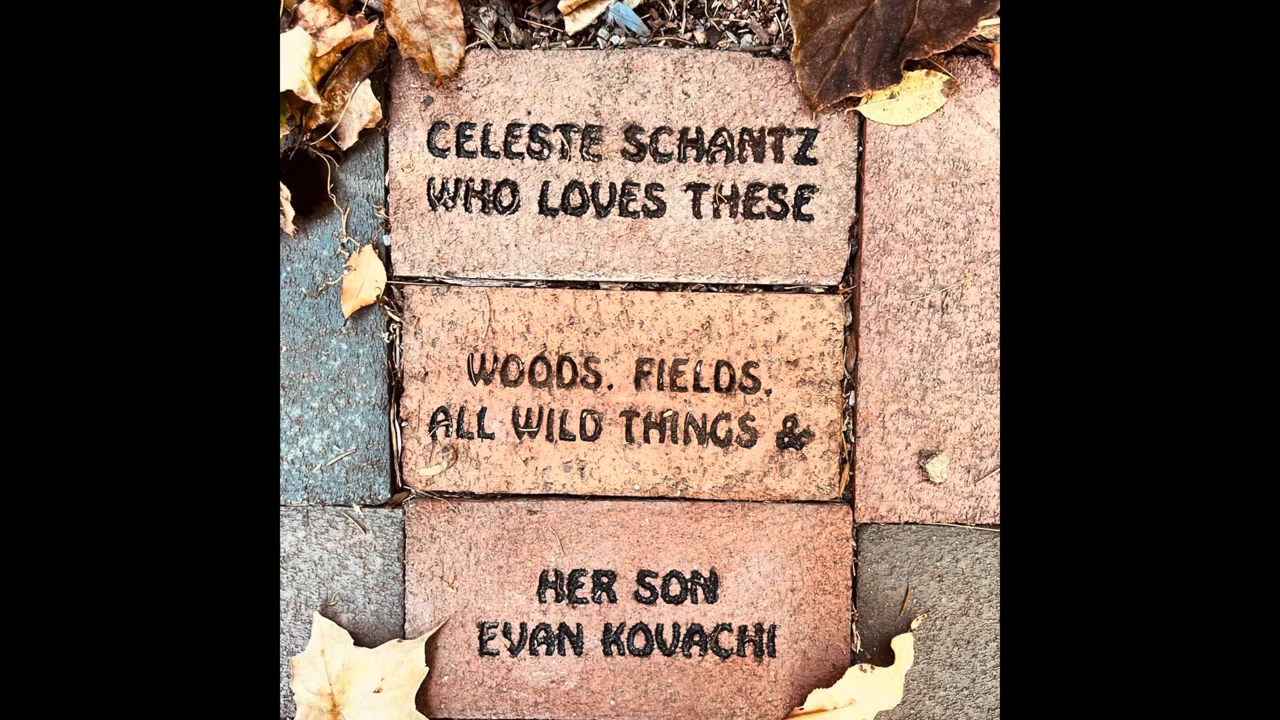 CELESTE SCHANTZ
WHO LOVES THESE
WOODS, FIELDS,
ALL WILD THINGS &
HER SON
EVAN KOVACHI